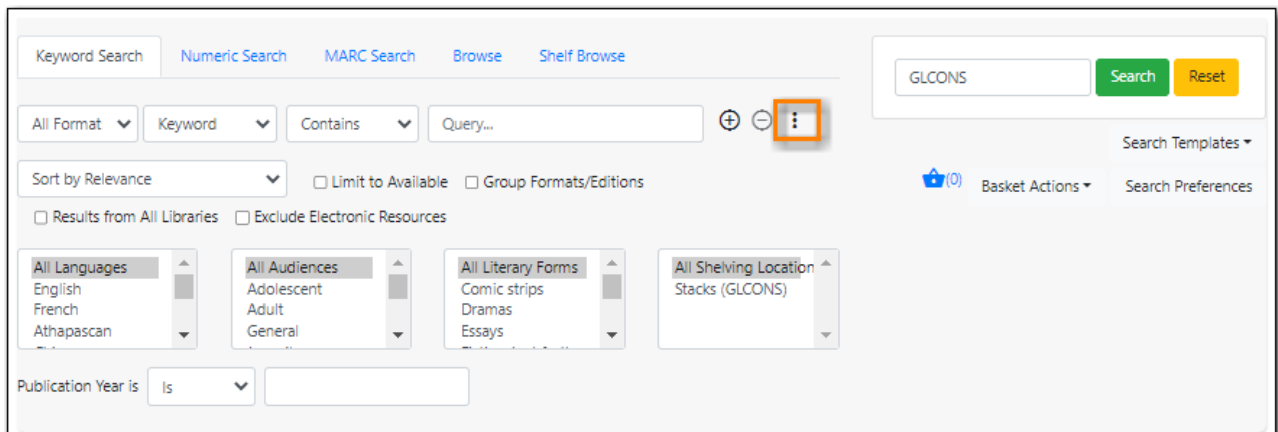 Keyword Search Numeric Search MARC Search Browse Shelf Browse
GLCONS Search Reset
All Format Keyword Contains Query...
Search Templates
Sort by Relevance Limit to Available Group Formats/Editions
(0) Basket Actions Search Preferences
Results from All Libraries Exclude Electronic Resources
All Languages All Audiences All Literary Forms All Shelving Location
English Adolescent Comic strips Stacks (GLCONS)
French Adult Dramas
Athapascan General Essays
Publication Year is Is